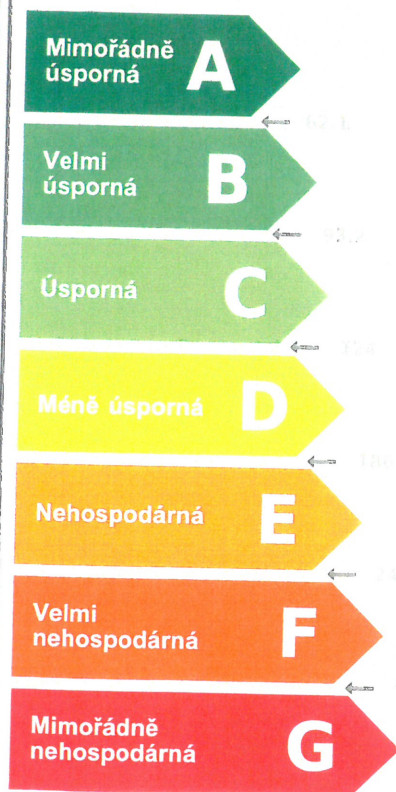 Mimořádně
úsporná A
Velmi
úsporná B
Úsporná C
Méně úsporná D
Nehospodárná E
Velmi
nehospodárná F
Mimořádně
nehospodárná G